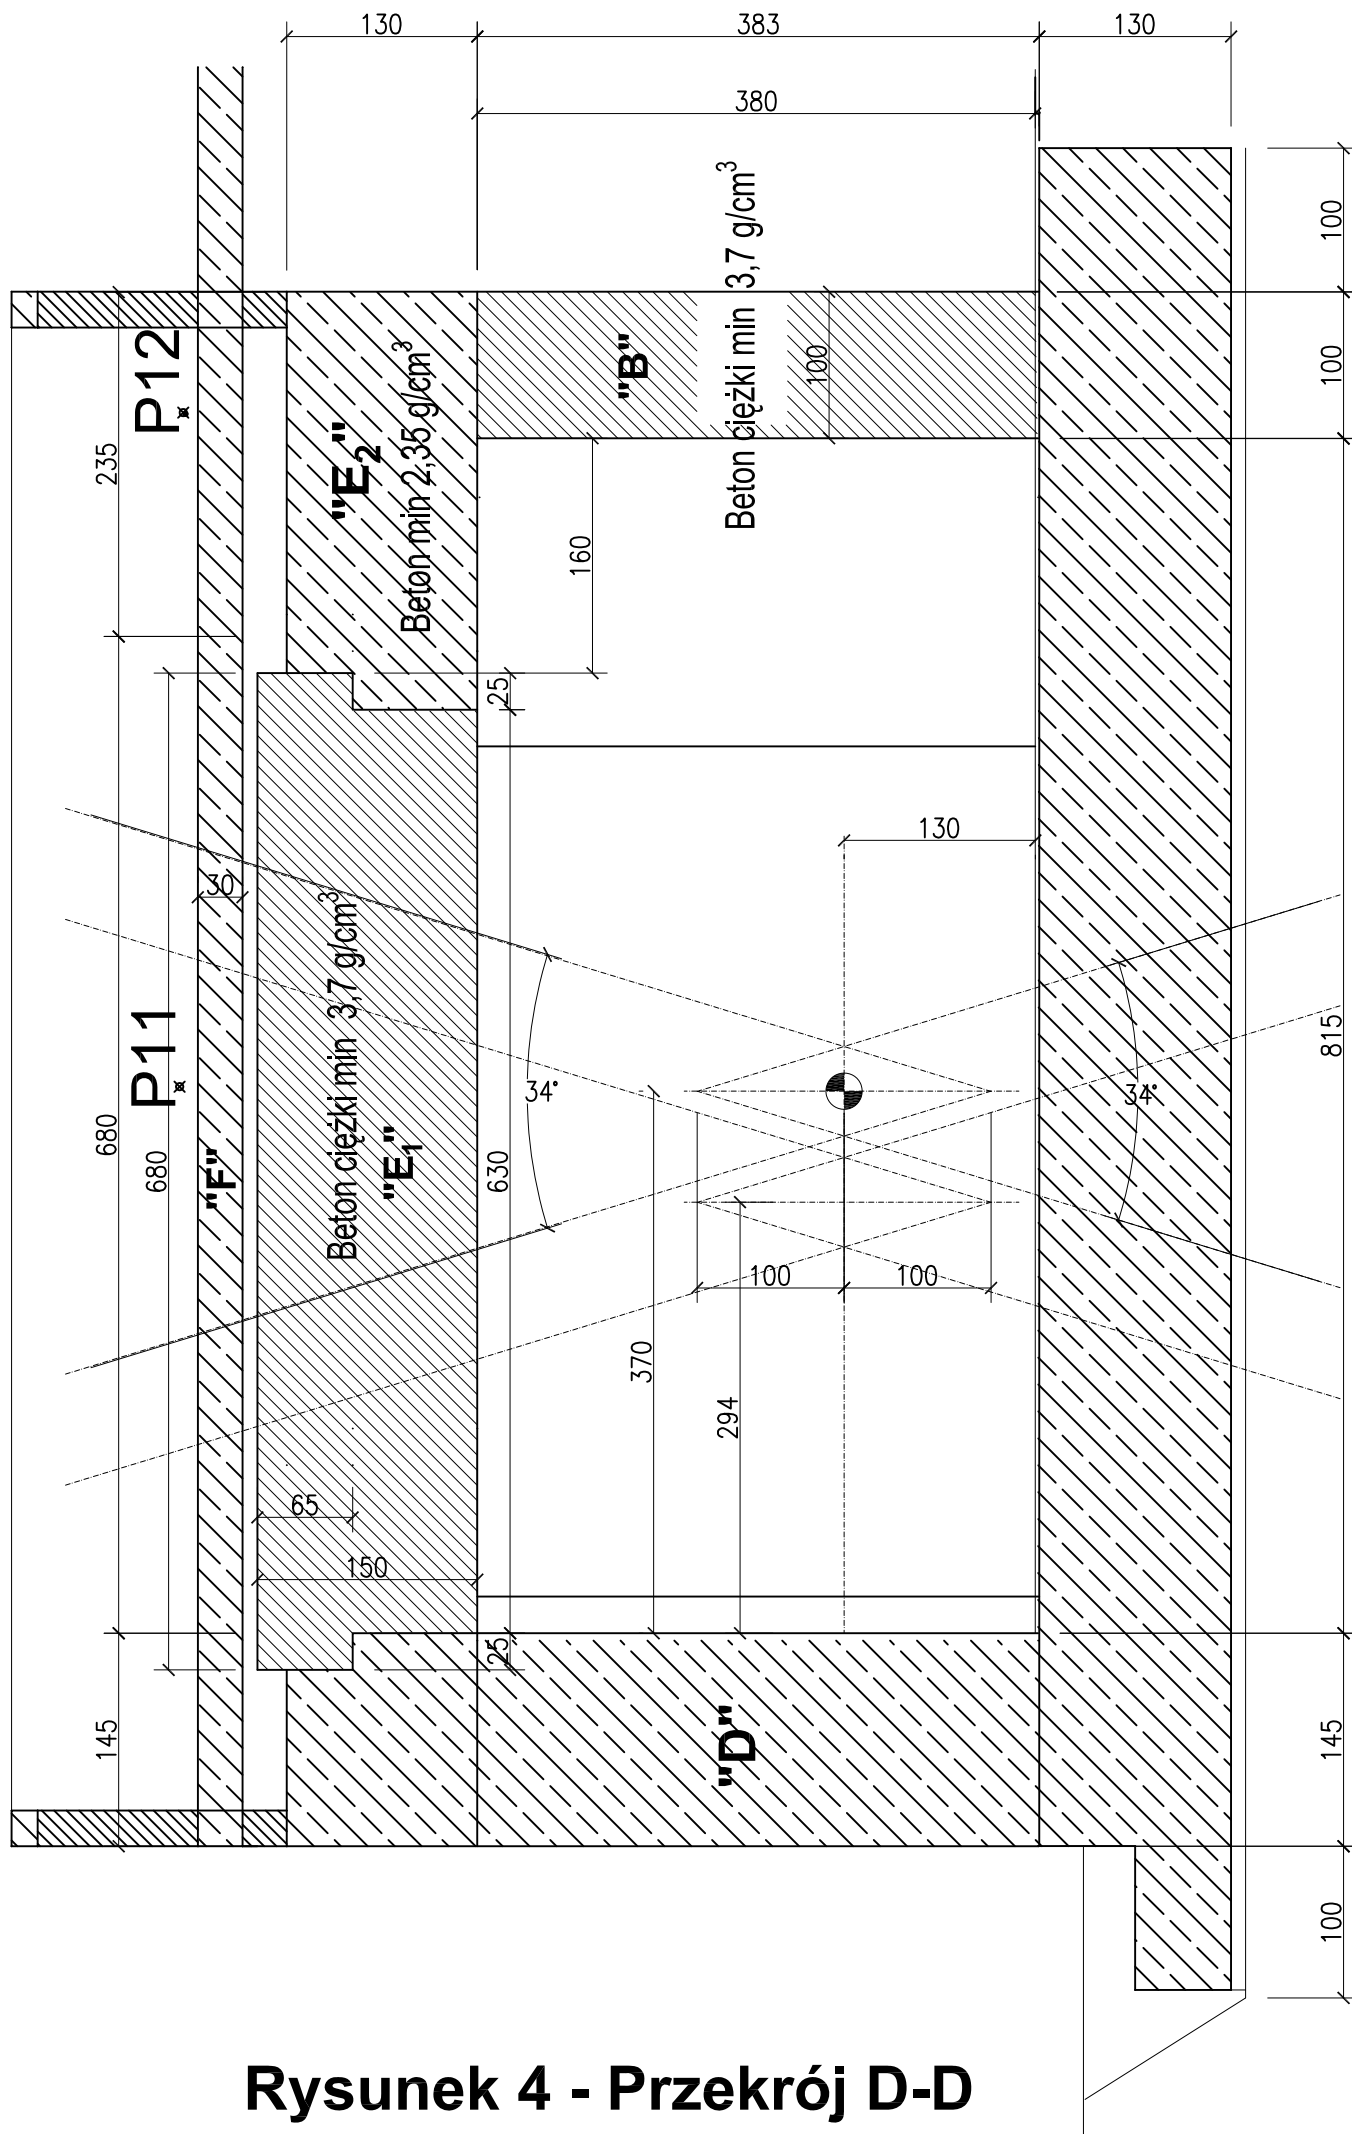 130
383
130
380
Beton ciężki min 3,7 g/cm³
100
100
"B"
100
P12
"E₂"
Beton min 2,35 g/cm³
235
160
25
130
30
Beton ciężki min 3,7 g/cm³
"E₁"
P11
"F"
34°
34°
815
680
680
630
100
100
370
294
65
150
25
"D"
145
145
100
Rysunek 4 - Przekrój D-D